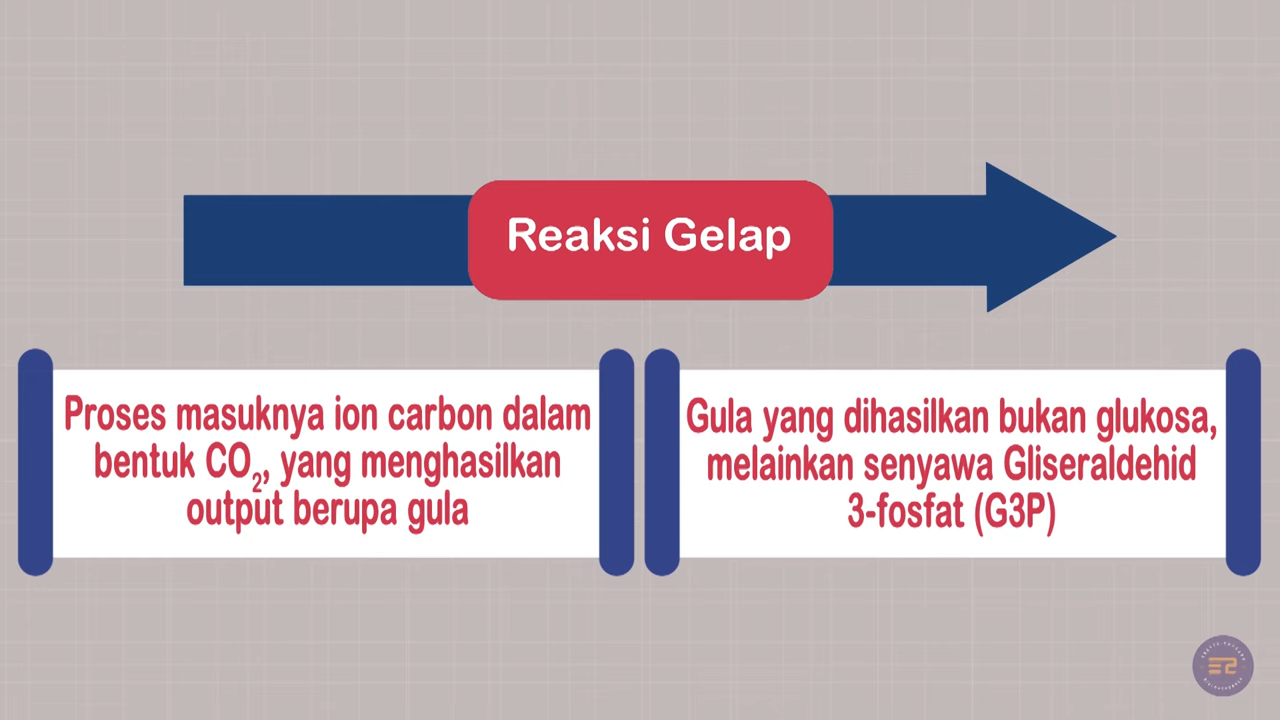 Reaksi Gelap
Proses masuknya ion carbon dalam
bentuk CO₂, yang menghasilkan
output berupa gula
Gula yang dihasilkan bukan glukosa,
melainkan senyawa Gliseraldehid
3-fosfat (G3P)